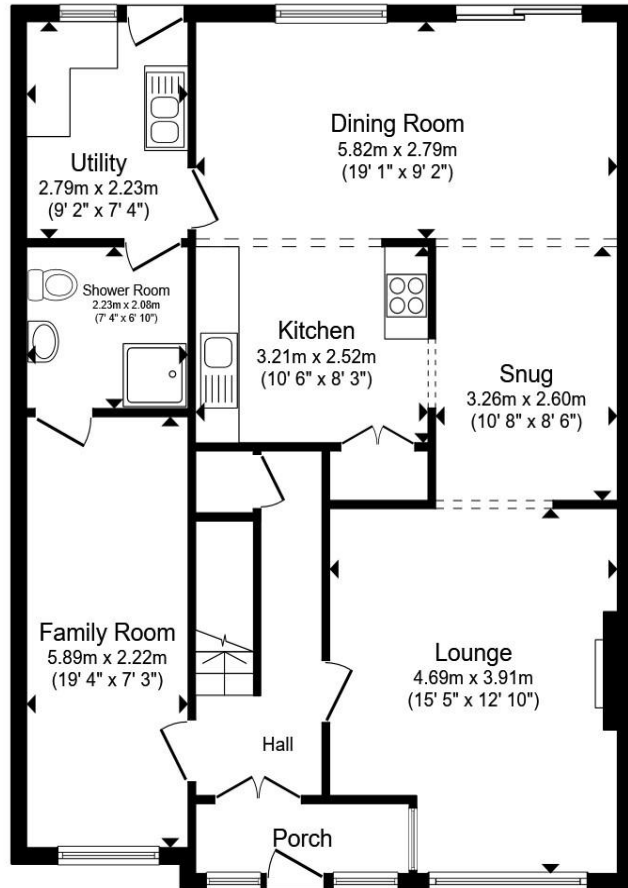 Dining Room
5.82m x 2.79m
(19' 1" x 9' 2")
Utility
2.79m x 2.23m
(9' 2" x 7' 4")
Shower Room
2.23m x 2.08m
(7' 4" x 6' 10")
Kitchen
3.21m x 2.52m
(10' 6" x 8' 3")
Snug
3.26m x 2.60m
(10' 8" x 8' 6")
Family Room
5.89m x 2.22m
(19' 4" x 7' 3")
Lounge
4.69m x 3.91m
(15' 5" x 12' 10")
Hall
Porch